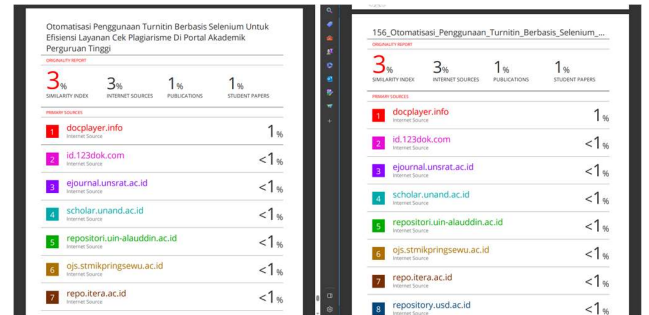 Otomatisasi Penggunaan Turnitin Berbasis Selenium Untuk
Efisiensi Layanan Cek Plagiarisme Di Portal Akademik
Perguruan Tinggi
ORIGINALITY REPORT
3%
SIMILARITY INDEX
3%
INTERNET SOURCES
1%
PUBLICATIONS
1%
STUDENT PAPERS
PRIMARY SOURCES
1 docplayer.info 1%
Internet Source
2 id.123dok.com <1%
Internet Source
3 ejournal.unsrat.ac.id <1%
Internet Source
4 scholar.unand.ac.id <1%
Internet Source
5 repositori.uin-alauddin.ac.id <1%
Internet Source
6 ojs.stmikpringsewu.ac.id <1%
Internet Source
7 repo.itera.ac.id <1%
Internet Source
156_Otomatisasi_Penggunaan_Turnitin_Berbasis_Selenium_...
ORIGINALITY REPORT
3%
SIMILARITY INDEX
3%
INTERNET SOURCES
1%
PUBLICATIONS
1%
STUDENT PAPERS
PRIMARY SOURCES
1 docplayer.info 1%
Internet Source
2 id.123dok.com <1%
Internet Source
3 ejournal.unsrat.ac.id <1%
Internet Source
4 scholar.unand.ac.id <1%
Internet Source
5 repositori.uin-alauddin.ac.id <1%
Internet Source
6 ojs.stmikpringsewu.ac.id <1%
Internet Source
7 repo.itera.ac.id <1%
Internet Source
8 repository.usd.ac.id <1%
Internet Source